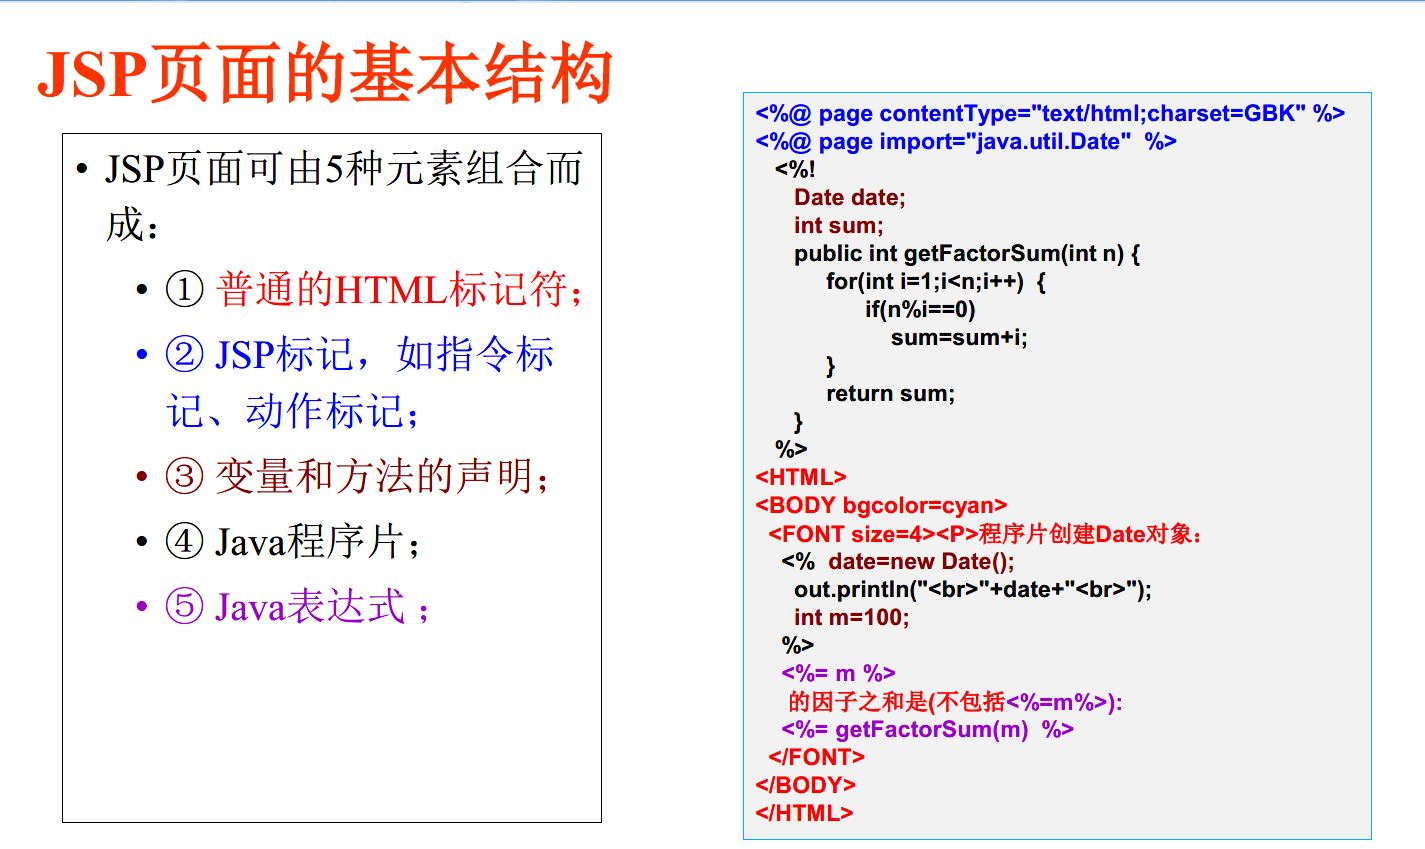 JSP页面的基本结构
• JSP页面可由5种元素组合而
成：
• ① 普通的HTML标记符；
• ② JSP标记，如指令标
记、动作标记；
• ③ 变量和方法的声明；
• ④ Java程序片；
• ⑤ Java表达式 ；
<%@ page contentType="text/html;charset=GBK" %>
<%@ page import="java.util.Date"  %>
<%!
Date date;
int sum;
public int getFactorSum(int n) {
for(int i=1;i<n;i++)  {
if(n%i==0)
sum=sum+i;
}
return sum;
}
%>
<HTML>
<BODY bgcolor=cyan>
<FONT size=4><P>程序片创建Date对象：
<%  date=new Date();
out.println("<br>"+date+"<br>");
int m=100;
%>
<%= m %>
的因子之和是(不包括<%=m%>):
<%= getFactorSum(m)  %>
</FONT>
</BODY>
</HTML>